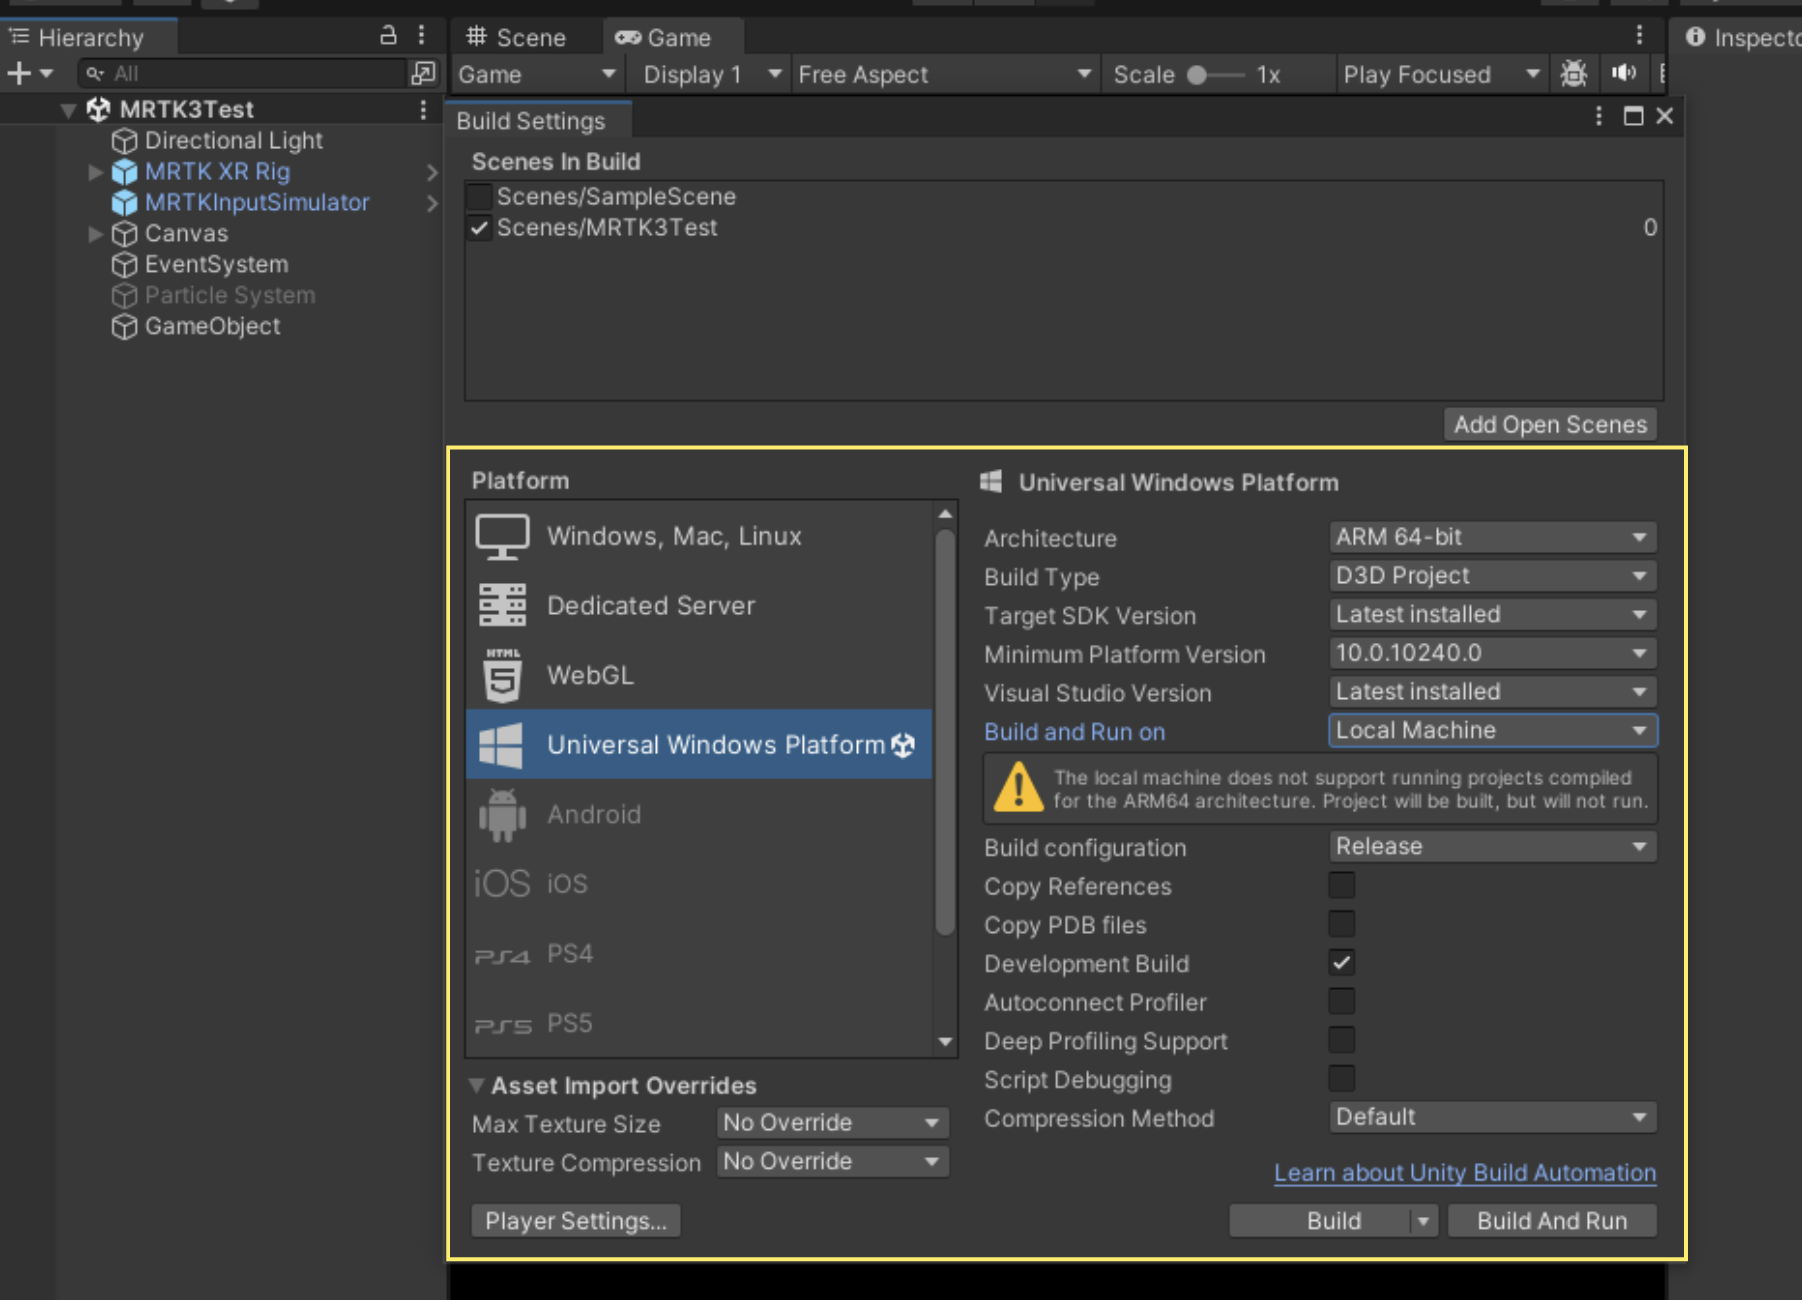 Hierarchy
All
MRTK3Test
Directional Light
MRTK XR Rig
MRTKInputSimulator
Canvas
EventSystem
Particle System
GameObject
Scene
Game
Game
Display 1
Free Aspect
Scale
1x
Play Focused
Build Settings
Scenes In Build
Scenes/SampleScene
Scenes/MRTK3Test 0
Add Open Scenes
Platform
Windows, Mac, Linux
Dedicated Server
HTML 5 WebGL
Universal Windows Platform
Android
iOS iOS
PS4 PS4
PS5 PS5
Asset Import Overrides
Max Texture Size No Override
Texture Compression No Override
Player Settings...
Universal Windows Platform
Architecture ARM 64-bit
Build Type D3D Project
Target SDK Version Latest installed
Minimum Platform Version 10.0.10240.0
Visual Studio Version Latest installed
Build and Run on Local Machine
The local machine does not support running projects compiled
for the ARM64 architecture. Project will be built, but will not run.
Build configuration Release
Copy References
Copy PDB files
Development Build
Autoconnect Profiler
Deep Profiling Support
Script Debugging
Compression Method Default
Learn about Unity Build Automation
Build
Build And Run